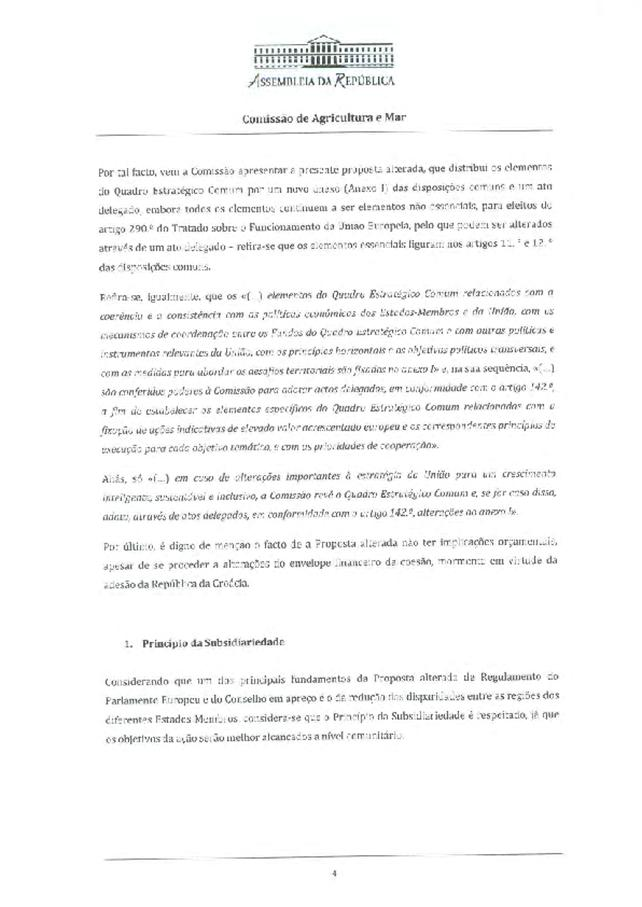 ASSEMBLEIA DA REPÚBLICA
Comissão de Agricultura e Mar
Por tal facto, vem a Comissão apresentar a presente proposta alterada, que distribui os elementos
do Quadro Estratégico Comum por um novo anexo (Anexo I) das disposições comuns e um ato
delegado, embora todos os elementos continuem a ser elementos não essenciais, para efeitos do
artigo 290.º do Tratado sobre o Funcionamento da União Europeia, pelo que podem ser alterados
através de um ato delegado – refira-se que os elementos essenciais figuram nos artigos 11. º e 12. º
das disposições comuns.
Refira-se, igualmente, que os «(...) elementos do Quadro Estratégico Comum relacionados com a
coerência e a consistência com as políticas económicas dos Estados-Membros e da União, com os
mecanismos de coordenação entre os Fundos do Quadro Estratégico Comum e com outras políticas e
instrumentos relevantes da União, com os princípios horizontais e os objetivos políticos transversais, e
com as medidas para abordar os desafios territoriais são fixadas no anexo I» e, na sua sequência, «(...)
são conferidos poderes à Comissão para adotar actos delegados, em conformidade com o artigo 142.º,
a fim de estabelecer os elementos específicos do Quadro Estratégico Comum relacionados com a
fixação de ações indicativas de elevado valor acrescentado europeu e os correspondentes princípios de
execução para cada objetivo temático, e com as prioridades de cooperação».
Aliás, só «(...) em caso de alterações importantes à estratégia da União para um crescimento
inteligente, sustentável e inclusivo, a Comissão revê o Quadro Estratégico Comum e, se for caso disso,
adota, através de atos delegados, em conformidade com o artigo 142.º, alterações ao anexo I».
Por último, é digno de menção o facto de a Proposta alterada não ter implicações orçamentais,
apesar de se proceder a alterações do envelope financeiro da coesão, mormente em virtude da
adesão da República da Croácia.
1. Princípio da Subsidiariedade
Considerando que um dos principais fundamentos da Proposta alterada de Regulamento do
Parlamento Europeu e do Conselho em apreço é o da redução das disparidades entre as regiões dos
diferentes Estados Membros, considera-se que o Princípio da Subsidiariedade é respeitado, já que
os objetivos da ação serão melhor alcançados a nível comunitário.
4